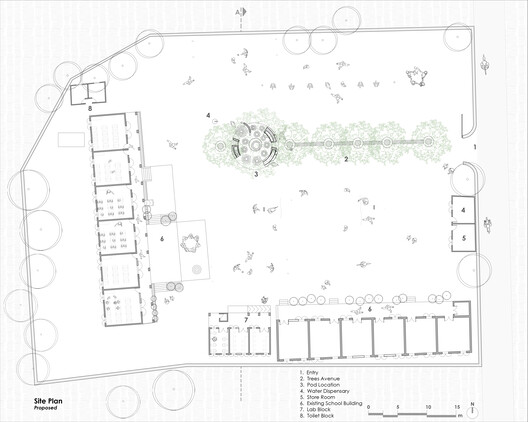 A
8
4
1
2
3
4
5
6
7
6
Site Plan
Proposed
1. Entry
2. Trees Avenue
3. Pod Location
4. Water Dispensary
5. Store Room
6. Existing School Building
7. Lab Block
8. Toilet Block
N
0 5 10 15
m